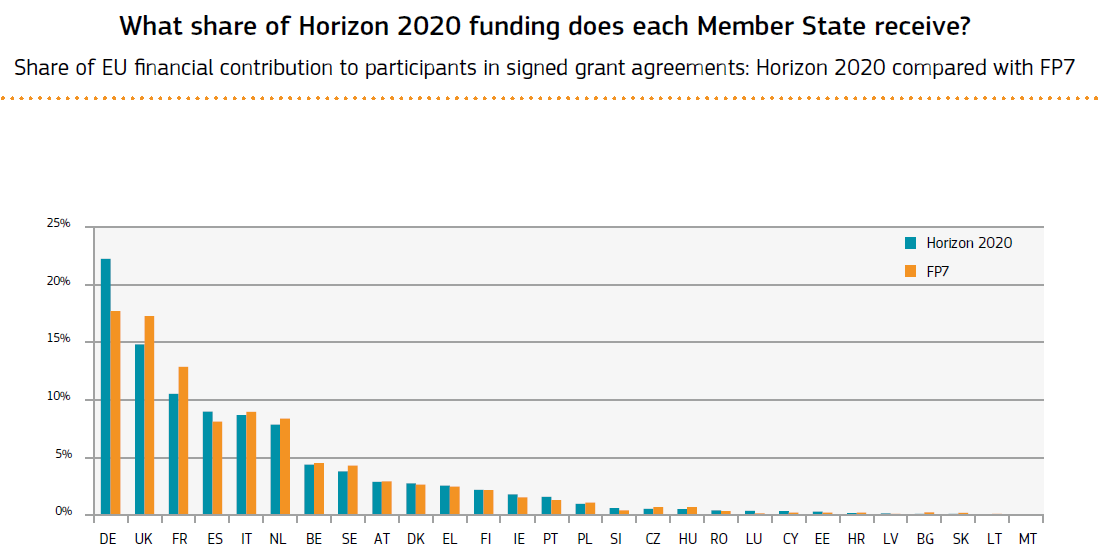 What share of Horizon 2020 funding does each Member State receive?
Share of EU financial contribution to participants in signed grant agreements: Horizon 2020 compared with FP7
25%
Horizon 2020
FP7
20%
15%
10%
5%
0%
DE UK FR ES IT NL BE SE AT DK EL FI IE PT PL SI CZ HU RO LU CY EE HR LV BG SK LT MT